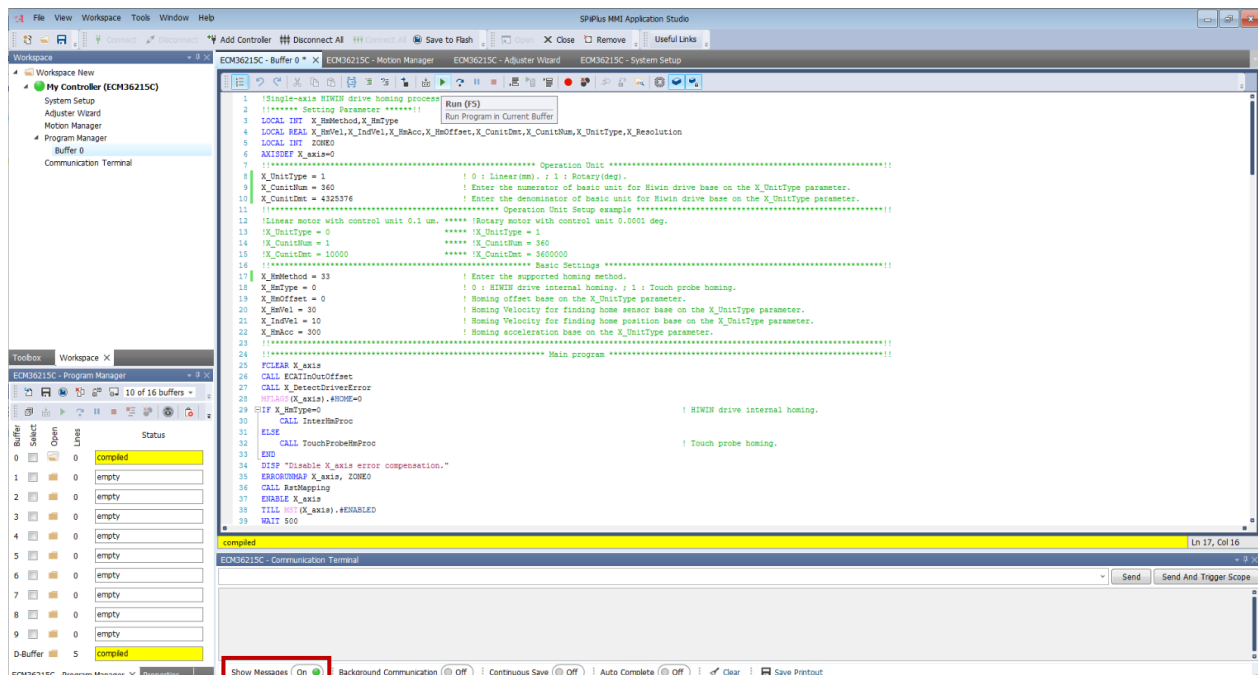 File View Workspace Tools Window Help
SPiiPlus MMI Application Studio
Connect Disconnect Add Controller Disconnect All Connect All Save to Flash Open Close Remove Useful Links
Workspace
Workspace New
My Controller (ECM36215C)
System Setup
Adjuster Wizard
Motion Manager
Program Manager
Buffer 0
Communication Terminal
Toolbox Workspace
ECM36215C - Program Manager
10 of 16 buffers
Buffer Select Open Lines Status
0 0 compiled
1 0 empty
2 0 empty
3 0 empty
4 0 empty
5 0 empty
6 0 empty
7 0 empty
8 0 empty
9 0 empty
D-Buffer 5 compiled
ECM36215C - Program Manager Properties
ECM36215C - Buffer 0 * ECM36215C - Motion Manager ECM36215C - Adjuster Wizard ECM36215C - System Setup
Run (F5)
Run Program in Current Buffer
1 !Single-axis HIWIN drive homing process
2 !!****** Setting Parameter ******!!
3 LOCAL INT X_HmMethod,X_HmType
4 LOCAL REAL X_HmVel,X_IndVel,X_HmAcc,X_HmOffset,X_CunitDmt,X_CunitNum,X_UnitType,X_Resolution
5 LOCAL INT ZONE0
6 AXISDEF X_axis=0
7 !!****************************************************** Operation Unit ********************************************************!!
8 X_UnitType = 1 ! 0 : Linear(mm). ; 1 : Rotary(deg).
9 X_CunitNum = 360 ! Enter the numerator of basic unit for Hiwin drive base on the X_UnitType parameter.
10 X_CunitDmt = 4325376 ! Enter the denominator of basic unit for Hiwin drive base on the X_UnitType parameter.
11 !!*********************************************** Operation Unit Setup example *********************************************!!
12 !Linear motor with control unit 0.1 um. ***** !Rotary motor with control unit 0.0001 deg.
13 !X_UnitType = 0 ***** !X_UnitType = 1
14 !X_CunitNum = 1 ***** !X_CunitNum = 360
15 !X_CunitDmt = 10000 ***** !X_CunitDmt = 3600000
16 !!***************************************************** Basic Settings *********************************************************!!
17 X_HmMethod = 33 ! Enter the supported homing method.
18 X_HmType = 0 ! 0 : HIWIN drive internal homing. ; 1 : Touch probe homing.
19 X_HmOffset = 0 ! Homing offset base on the X_UnitType parameter.
20 X_HmVel = 30 ! Homing Velocity for finding home sensor base on the X_UnitType parameter.
21 X_IndVel = 10 ! Homing Velocity for finding home position base on the X_UnitType parameter.
22 X_HmAcc = 300 ! Homing acceleration base on the X_UnitType parameter.
23 !!******************************************************************************************************************************!!
24 !!******************************************************** Main program ********************************************************!!
25 FCLEAR X_axis
26 CALL ECATInOutOffset
27 CALL X_DetectDriverError
28 MFLAGS(X_axis).#HOME=0
29 IF X_HmType=0 ! HIWIN drive internal homing.
30 CALL InterHmProc
31 ELSE
32 CALL TouchProbeHmProc ! Touch probe homing.
33 END
34 DISP "Disable X_axis error compensation."
35 ERRORUNMAP X_axis, ZONE0
36 CALL RstMapping
37 ENABLE X_axis
38 TILL MST(X_axis).#ENABLED
39 WAIT 500
compiled Ln 17, Col 16
ECM36215C - Communication Terminal
Send Send And Trigger Scope
Show Messages On Background Communication Off Continuous Save Off Auto Complete Off Clear Save Printout